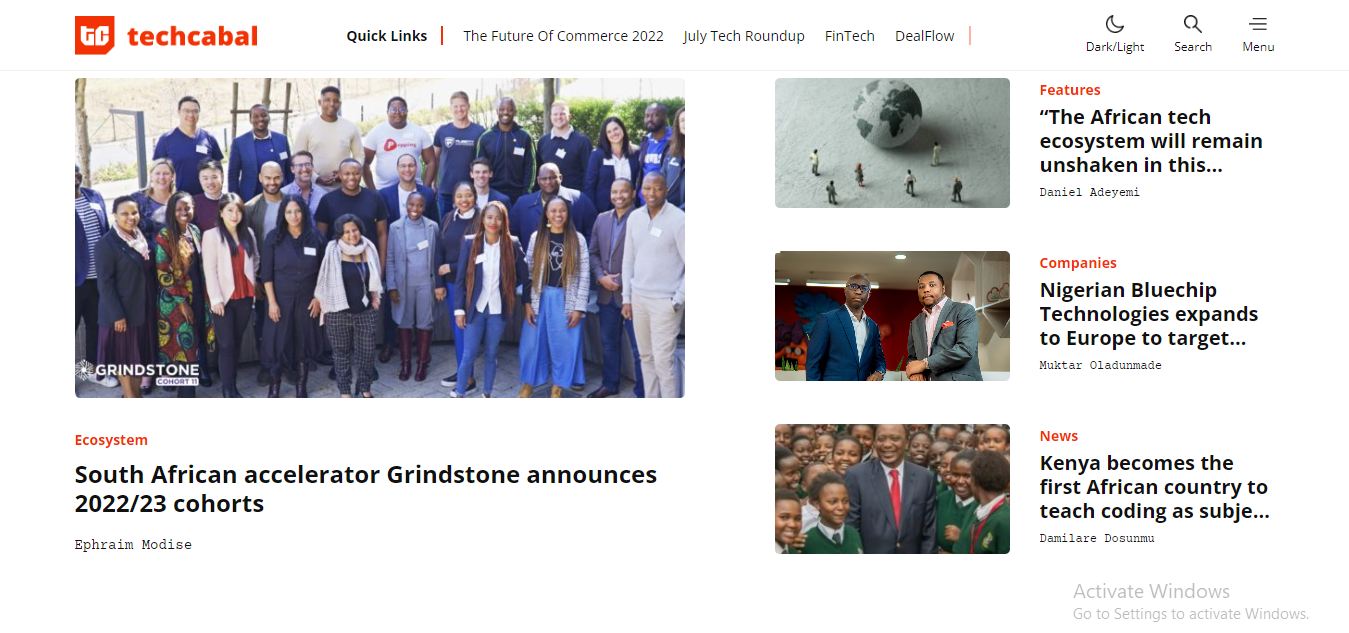 techcabal
Quick Links
The Future Of Commerce 2022
July Tech Roundup
FinTech
DealFlow
Dark/Light
Search
Menu
GRINDSTONE
COHORT 11
Ecosystem
South African accelerator Grindstone announces
2022/23 cohorts
Ephraim Modise
Features
“The African tech
ecosystem will remain
unshaken in this...
Daniel Adeyemi
Companies
Nigerian Bluechip
Technologies expands
to Europe to target...
Muktar Oladunmade
News
Kenya becomes the
first African country to
teach coding as subje...
Damilare Dosunmu
Activate Windows
Go to Settings to activate Windows.